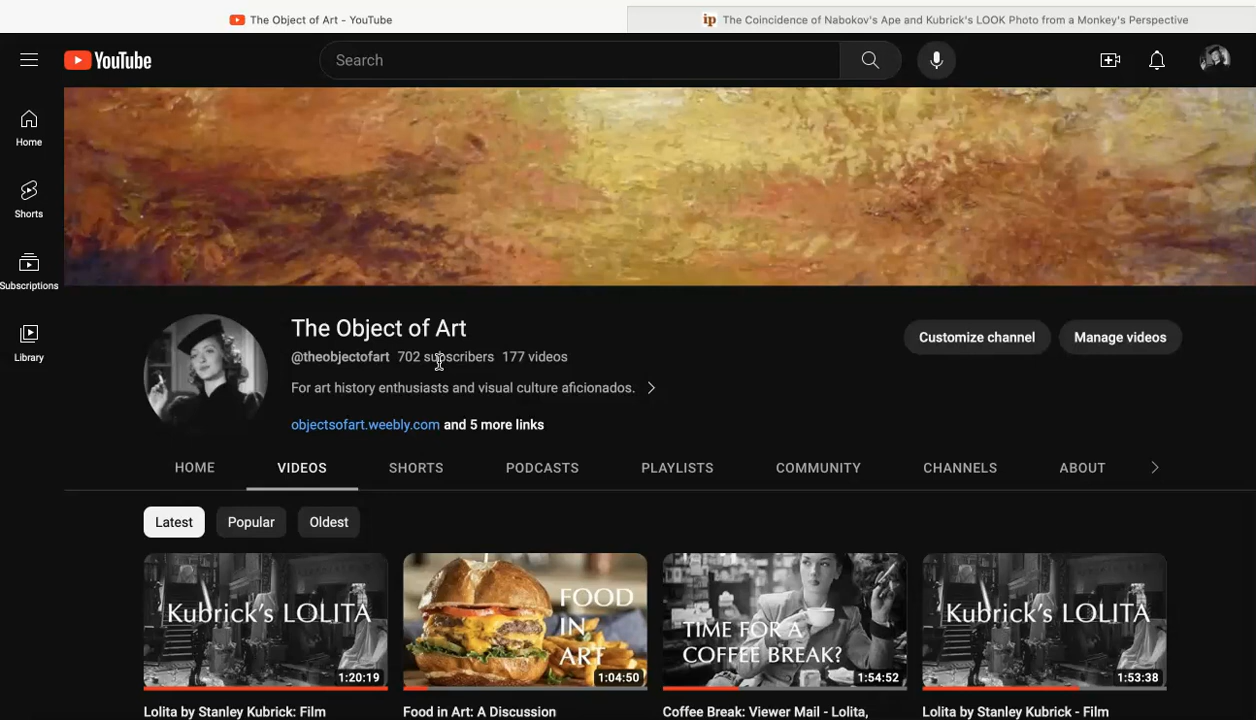 The Object of Art - YouTube
ip The Coincidence of Nabokov's Ape and Kubrick's LOOK Photo from a Monkey's Perspective
YouTube
Search
Home
Shorts
Subscriptions
Library
The Object of Art
@theobjectofart 702 subscribers 177 videos
For art history enthusiasts and visual culture aficionados.
objectsofart.weebly.com and 5 more links
Customize channel
Manage videos
HOME VIDEOS SHORTS PODCASTS PLAYLISTS COMMUNITY CHANNELS ABOUT
Latest Popular Oldest
Kubrick's LOLITA
1:20:19
FOOD
IN
ART
1:04:50
TIME FOR A
COFFEE BREAK?
1:54:52
Kubrick's LOLITA
1:53:38
Lolita by Stanley Kubrick: Film
Food in Art: A Discussion
Coffee Break: Viewer Mail - Lolita,
Lolita by Stanley Kubrick - Film